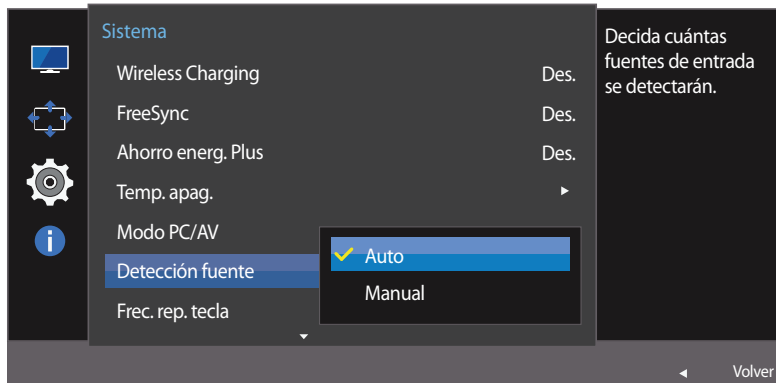 Sistema
Wireless Charging Des.
FreeSync Des.
Ahorro energ. Plus Des.
Temp. apag.
Modo PC/AV
Detección fuente
Frec. rep. tecla
Auto
Manual
Decida cuántas
fuentes de entrada
se detectarán.
Volver